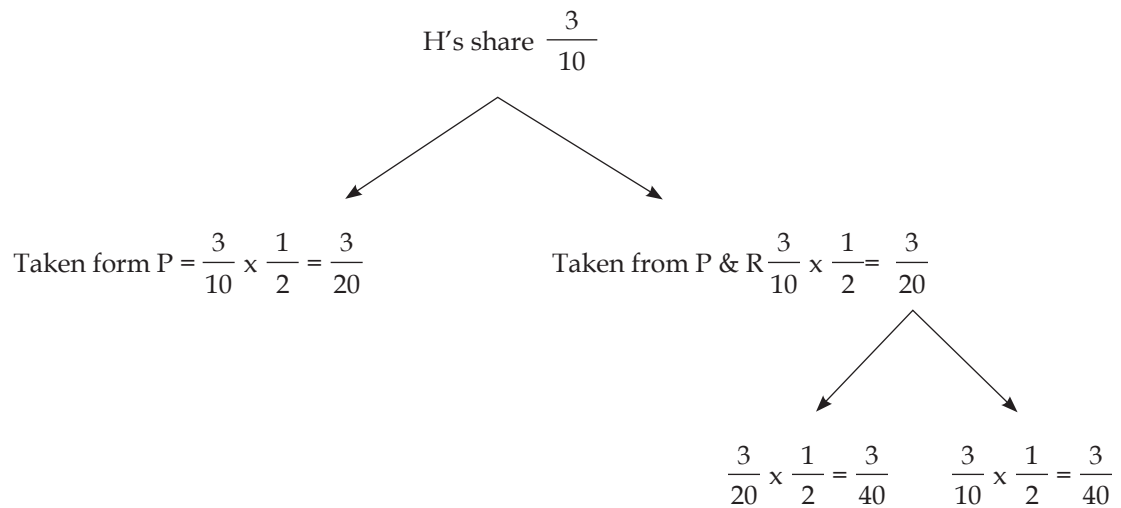 H's share 3/10
Taken form P = 3/10 x 1/2 = 3/20
Taken from P & R 3/10 x 1/2 = 3/20
3/20 x 1/2 = 3/40
3/10 x 1/2 = 3/40